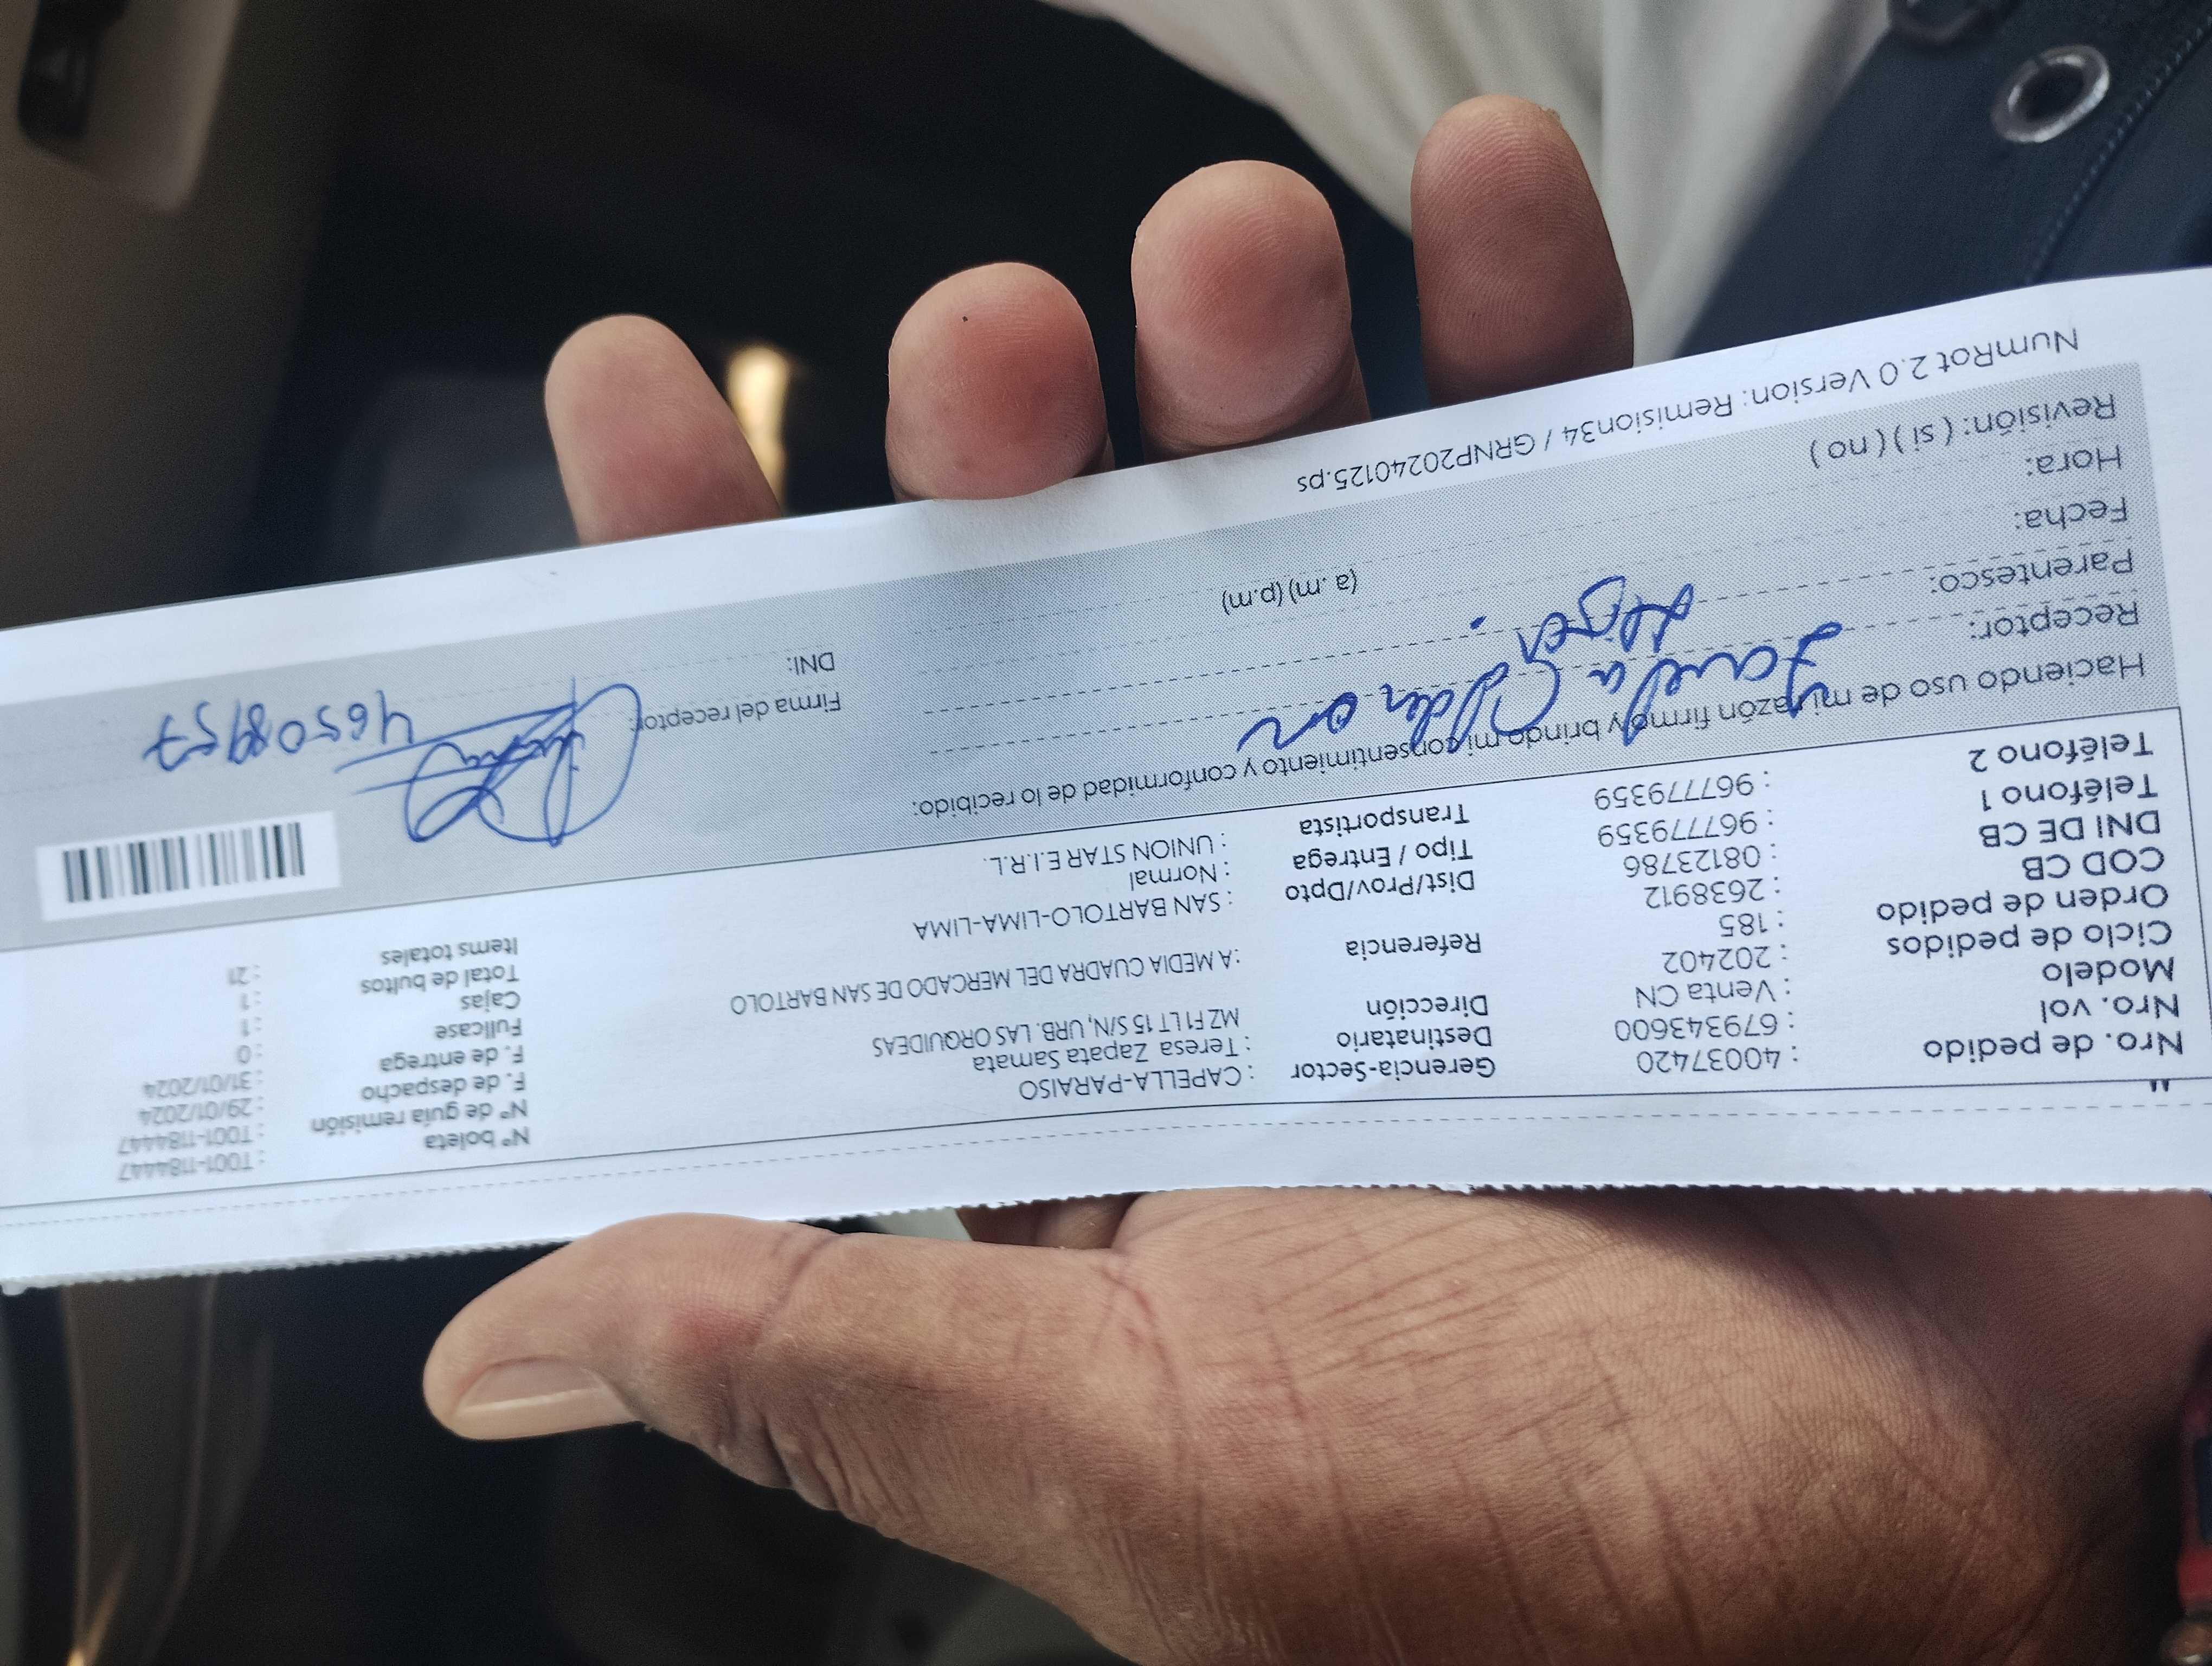 Nro. de pedido : 40037420
Nro. vol : 679343600
Modelo : Venta CN
Ciclo de pedidos : 202402
Orden de pedido : 185
COD CB : 2638912
DNI DE CB : 08123786
Teléfono 1 : 967779359
Teléfono 2 : 967779359
Gerencia-Sector : CAPELLA-PARAISO
Destinatario : Teresa Zapata Samata
Dirección MZ F1 LT 15 S/N, URB. LAS ORQUIDEAS
Referencia : A MEDIA CUADRA DEL MERCADO DE SAN BARTOLO
Dist/Prov/Dpto : SAN BARTOLO-LIMA-LIMA
Tipo / Entrega : Normal
Transportista : UNION STAR E.I.R.L.
N° boleta : T001-1184447
N° de guía remisión : T001-1184447
F. de despacho : 29/01/2024
F. de entrega : 31/01/2024
Fullcase : 0
Cajas : 1
Total de bultos : 1
Items totales : 21
Haciendo uso de mi razón firmo y brindo mi consentimiento y conformidad de lo recibido:
Receptor: Calderon
Parentesco:
Fecha:
Hora: (a.m) (p.m)
Revisión: ( si ) ( no )
Firma del receptor:
DNI:
NumRot 2.0 Version: Remision34 / GRNP20240125.ps